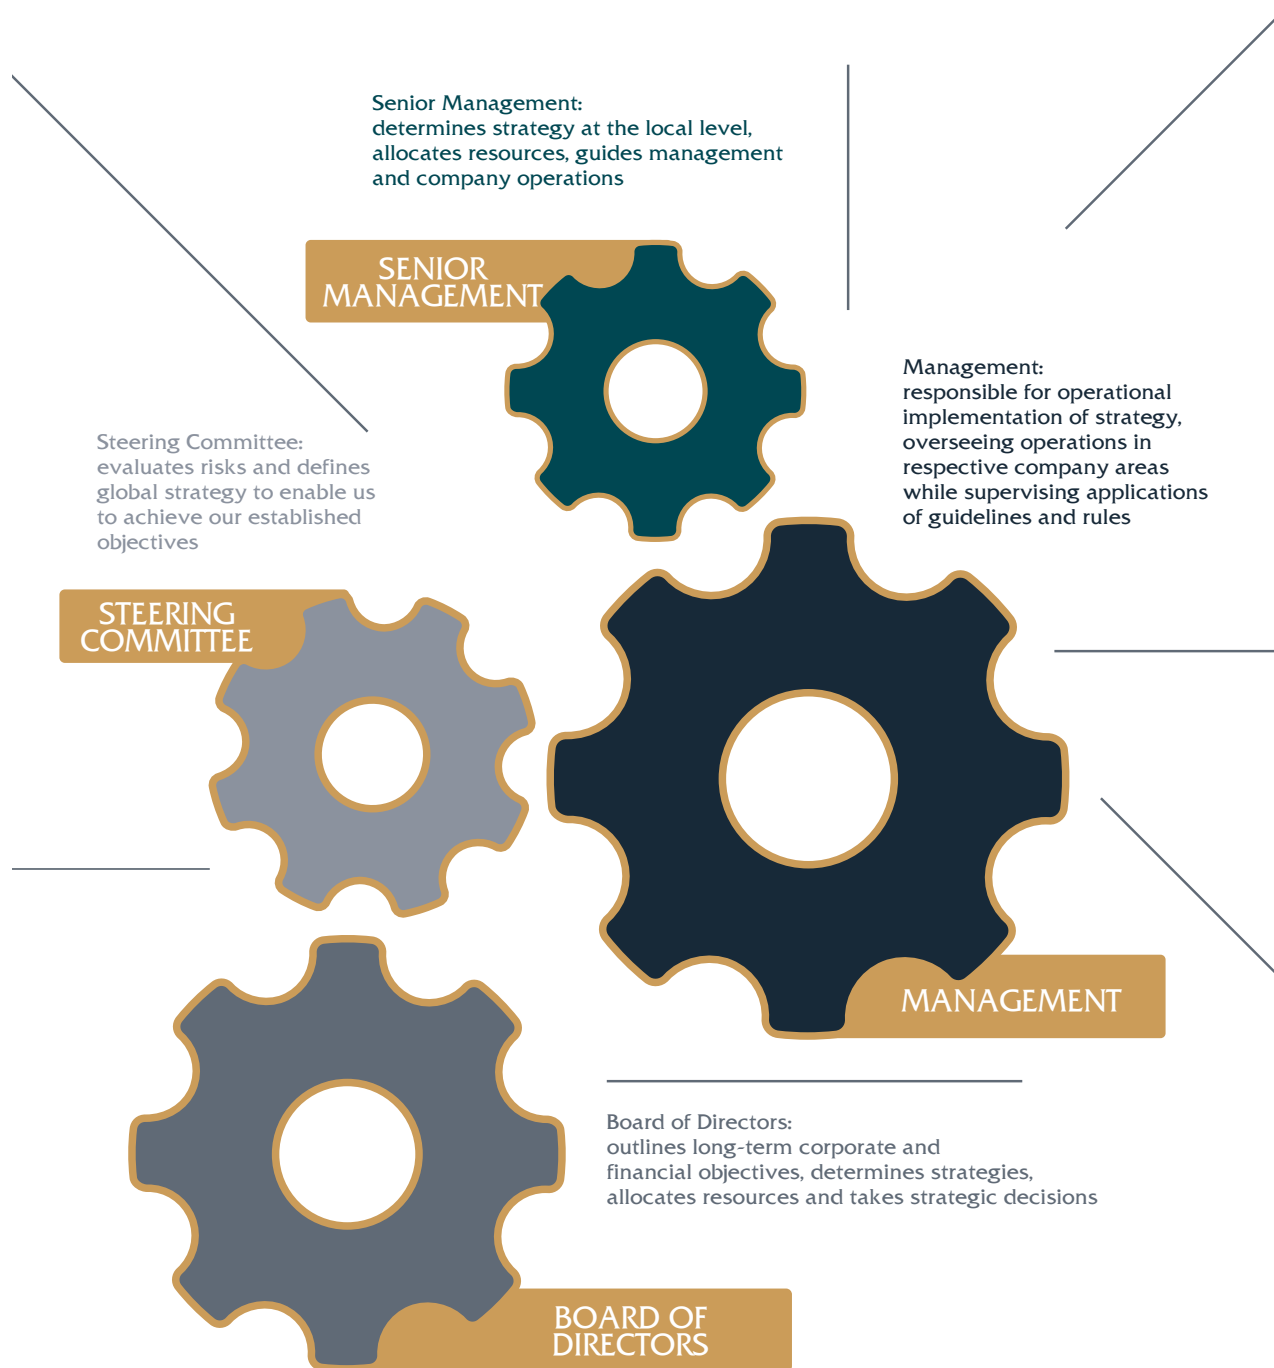 Senior Management:
determines strategy at the local level,
allocates resources, guides management
and company operations
SENIOR
MANAGEMENT
Management:
responsible for operational
implementation of strategy,
overseeing operations in
respective company areas
while supervising applications
of guidelines and rules
Steering Committee:
evaluates risks and defines
global strategy to enable us
to achieve our established
objectives
STEERING
COMMITTEE
MANAGEMENT
Board of Directors:
outlines long-term corporate and
financial objectives, determines strategies,
allocates resources and takes strategic decisions
BOARD OF
DIRECTORS